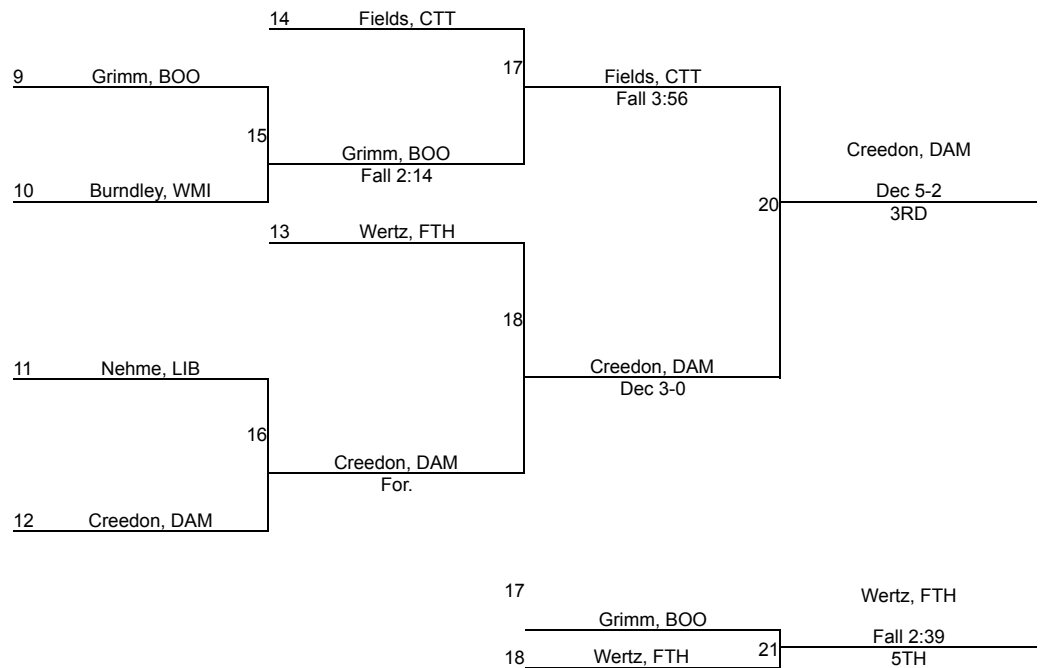 14 Fields, CTT
17
9 Grimm, BOO
Fields, CTT
Fall 3:56
15
Grimm, BOO
Fall 2:14
Creedon, DAM
10 Burndley, WMI
Dec 5-2
3RD
20
13 Wertz, FTH
18
11 Nehme, LIB
Creedon, DAM
Dec 3-0
16
Creedon, DAM
For.
12 Creedon, DAM
17
Grimm, BOO
Wertz, FTH
Fall 2:39
5TH
21
18 Wertz, FTH